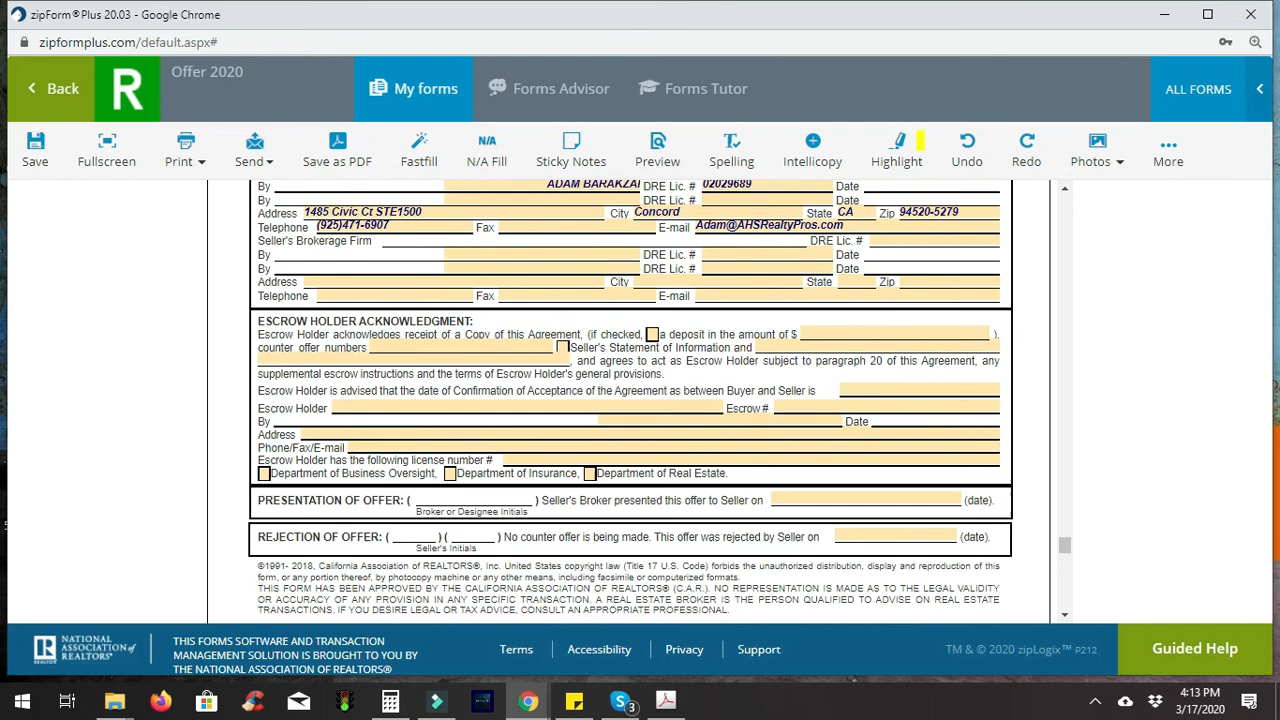 zipForm®Plus 20.03 - Google Chrome
zipformplus.com/default.aspx#
Back
R
Offer 2020
My forms
Forms Advisor
Forms Tutor
ALL FORMS
Save
Fullscreen
Print
Send
Save as PDF
Fastfill
N/A
N/A Fill
Sticky Notes
Preview
Spelling
Intellicopy
Highlight
Undo
Redo
Photos
More
By ADAM BARAKZAI DRE Lic. # 02029689 Date
By DRE Lic. # Date
Address 1485 Civic Ct STE1500 City Concord State CA Zip 94520-5279
Telephone (925)471-6907 Fax E-mail Adam@AHSRealtyPros.com
Seller's Brokerage Firm DRE Lic. #
By DRE Lic. # Date
By DRE Lic. # Date
Address City State Zip
Telephone Fax E-mail
ESCROW HOLDER ACKNOWLEDGMENT:
Escrow Holder acknowledges receipt of a Copy of this Agreement, (if checked, a deposit in the amount of $ ),
counter offer numbers Seller's Statement of Information and
, and agrees to act as Escrow Holder subject to paragraph 20 of this Agreement, any
supplemental escrow instructions and the terms of Escrow Holder's general provisions.
Escrow Holder is advised that the date of Confirmation of Acceptance of the Agreement as between Buyer and Seller is
Escrow Holder Escrow #
By Date
Address
Phone/Fax/E-mail
Escrow Holder has the following license number #
Department of Business Oversight, Department of Insurance, Department of Real Estate.
PRESENTATION OF OFFER: ( ) Seller's Broker presented this offer to Seller on (date).
Broker or Designee Initials
REJECTION OF OFFER: ( ) ( ) No counter offer is being made. This offer was rejected by Seller on (date).
Seller's Initials
©1991- 2018, California Association of REALTORS®, Inc. United States copyright law (Title 17 U.S. Code) forbids the unauthorized distribution, display and reproduction of this
form, or any portion thereof, by photocopy machine or any other means, including facsimile or computerized formats.
THIS FORM HAS BEEN APPROVED BY THE CALIFORNIA ASSOCIATION OF REALTORS® (C.A.R.). NO REPRESENTATION IS MADE AS TO THE LEGAL VALIDITY
OR ACCURACY OF ANY PROVISION IN ANY SPECIFIC TRANSACTION. A REAL ESTATE BROKER IS THE PERSON QUALIFIED TO ADVISE ON REAL ESTATE
TRANSACTIONS. IF YOU DESIRE LEGAL OR TAX ADVICE, CONSULT AN APPROPRIATE PROFESSIONAL.
NATIONAL
ASSOCIATION of
REALTORS®
THIS FORMS SOFTWARE AND TRANSACTION
MANAGEMENT SOLUTION IS BROUGHT TO YOU BY
THE NATIONAL ASSOCIATION OF REALTORS®
Terms
Accessibility
Privacy
Support
TM & © 2020 zipLogix™ P212
Guided Help
3
4:13 PM
3/17/2020